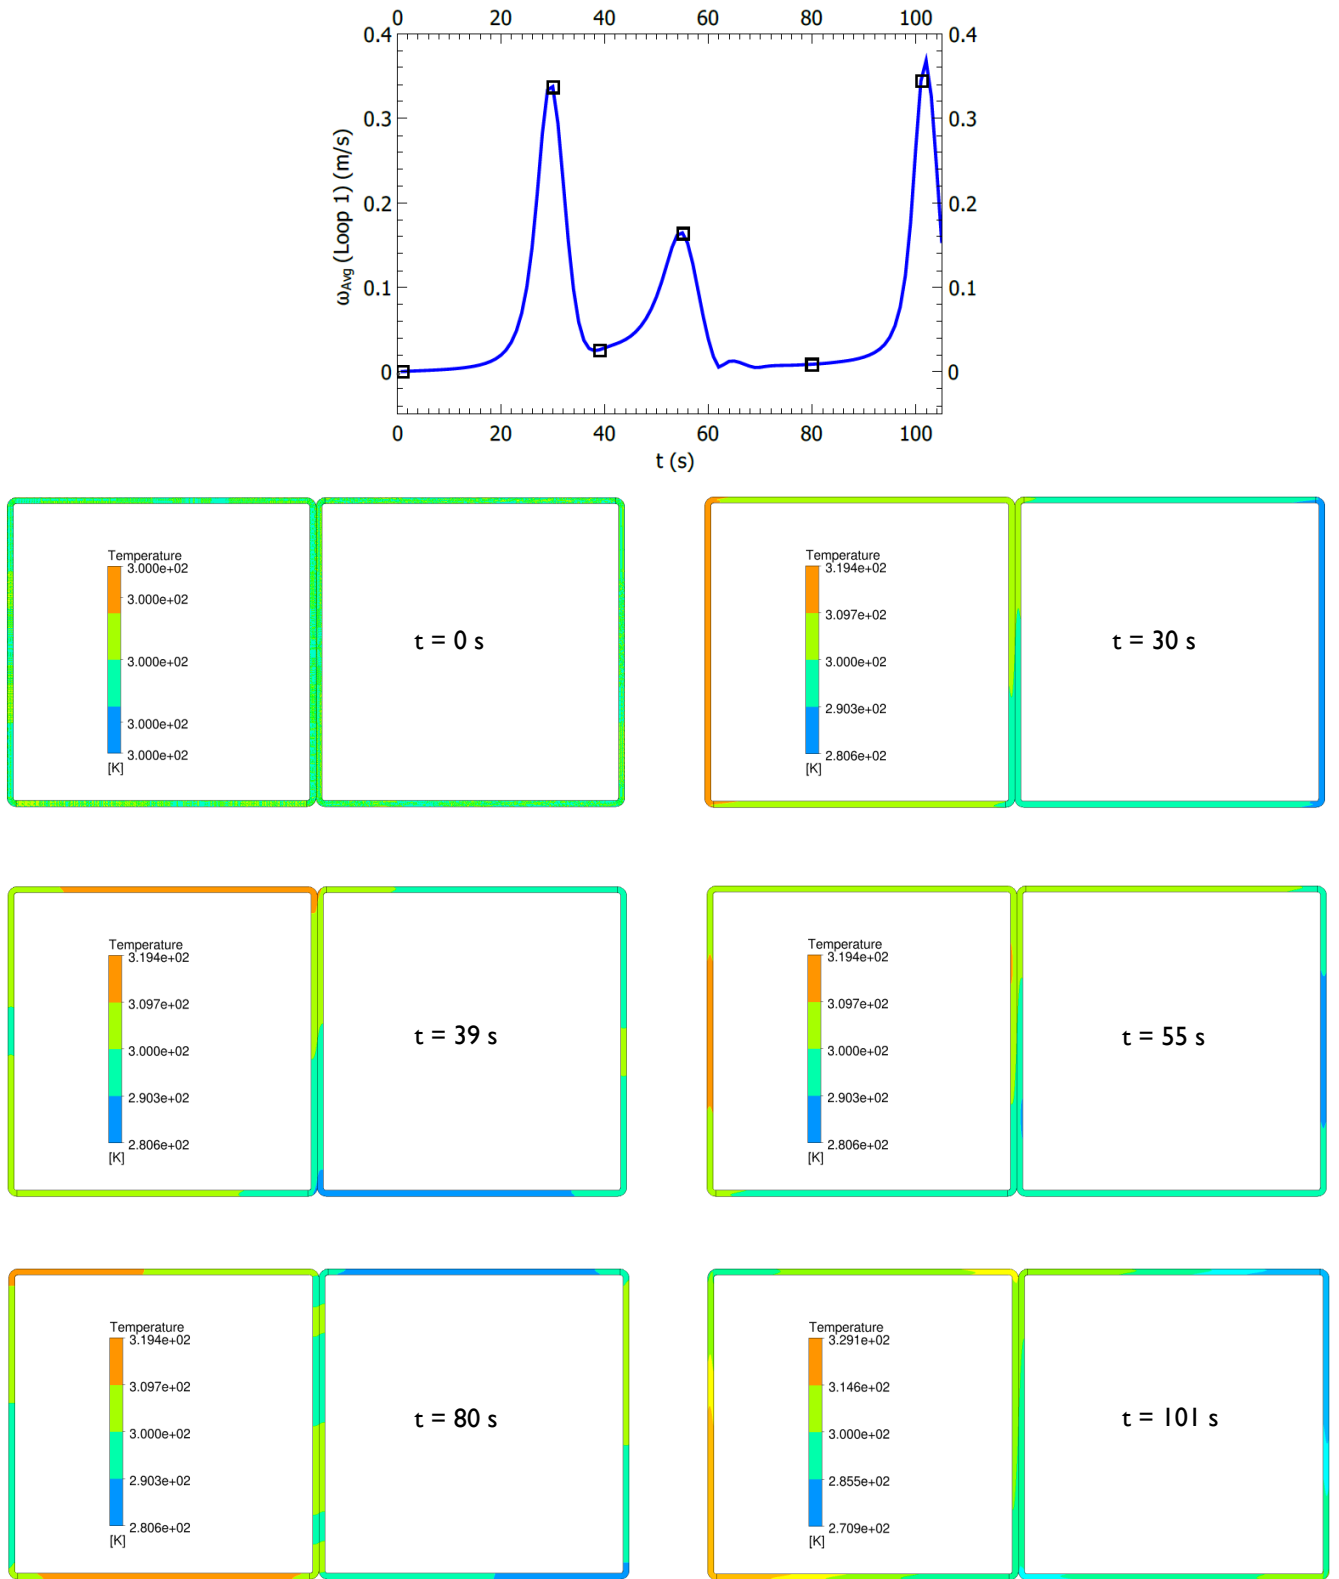 0 20 40 60 80 100
0.4 0.4
0.3 0.3
0.2 0.2
0.1 0.1
0 0
ωAvg (Loop 1) (m/s)
0 20 40 60 80 100
t (s)
Temperature
3.000e+02
3.000e+02
3.000e+02
3.000e+02
3.000e+02
[K]
t = 0 s
Temperature
3.194e+02
3.097e+02
3.000e+02
2.903e+02
2.806e+02
[K]
t = 30 s
Temperature
3.194e+02
3.097e+02
3.000e+02
2.903e+02
2.806e+02
[K]
t = 39 s
Temperature
3.194e+02
3.097e+02
3.000e+02
2.903e+02
2.806e+02
[K]
t = 55 s
Temperature
3.194e+02
3.097e+02
3.000e+02
2.903e+02
2.806e+02
[K]
t = 80 s
Temperature
3.291e+02
3.146e+02
3.000e+02
2.855e+02
2.709e+02
[K]
t = 101 s